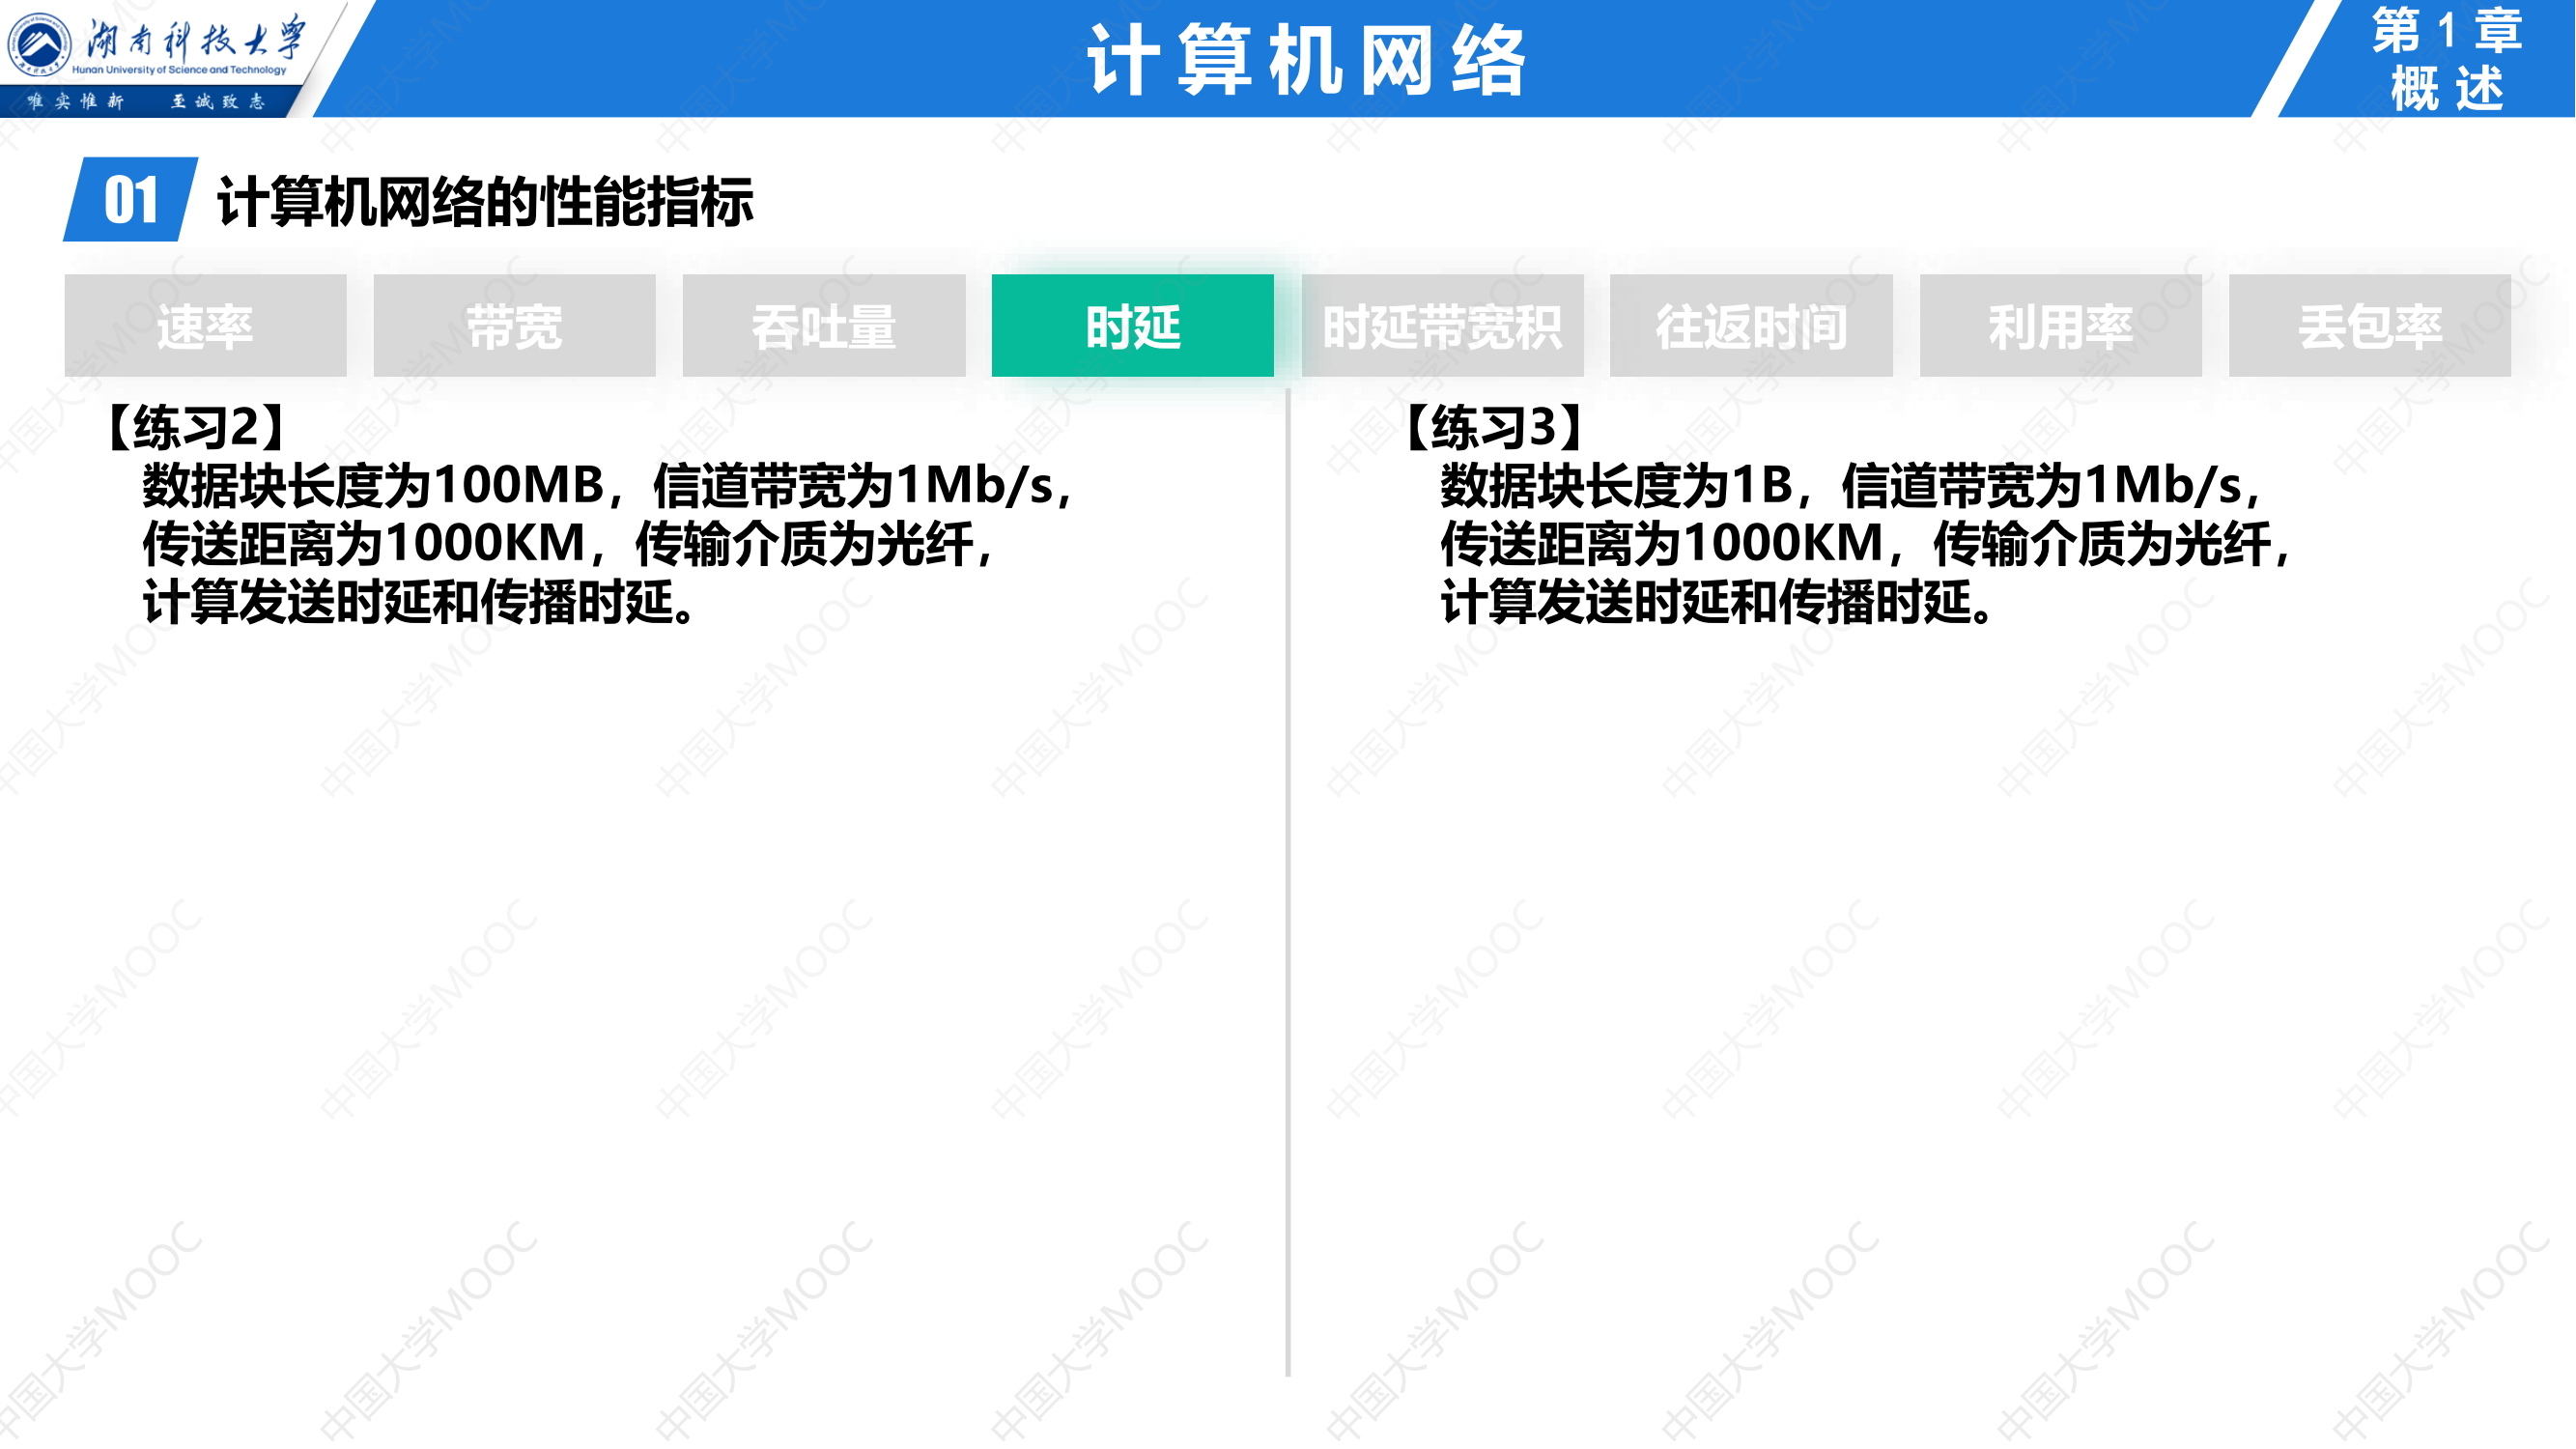 湖南科技大学
Hunan University of Science and Technology
唯实惟新 至诚致志
计算机网络
第1章
概述
01 计算机网络的性能指标
速率 带宽 吞吐量 时延 时延带宽积 往返时间 利用率 丢包率
【练习2】
数据块长度为100MB，信道带宽为1Mb/s，
传送距离为1000KM，传输介质为光纤，
计算发送时延和传播时延。
【练习3】
数据块长度为1B，信道带宽为1Mb/s，
传送距离为1000KM，传输介质为光纤，
计算发送时延和传播时延。
中国大学MOOC